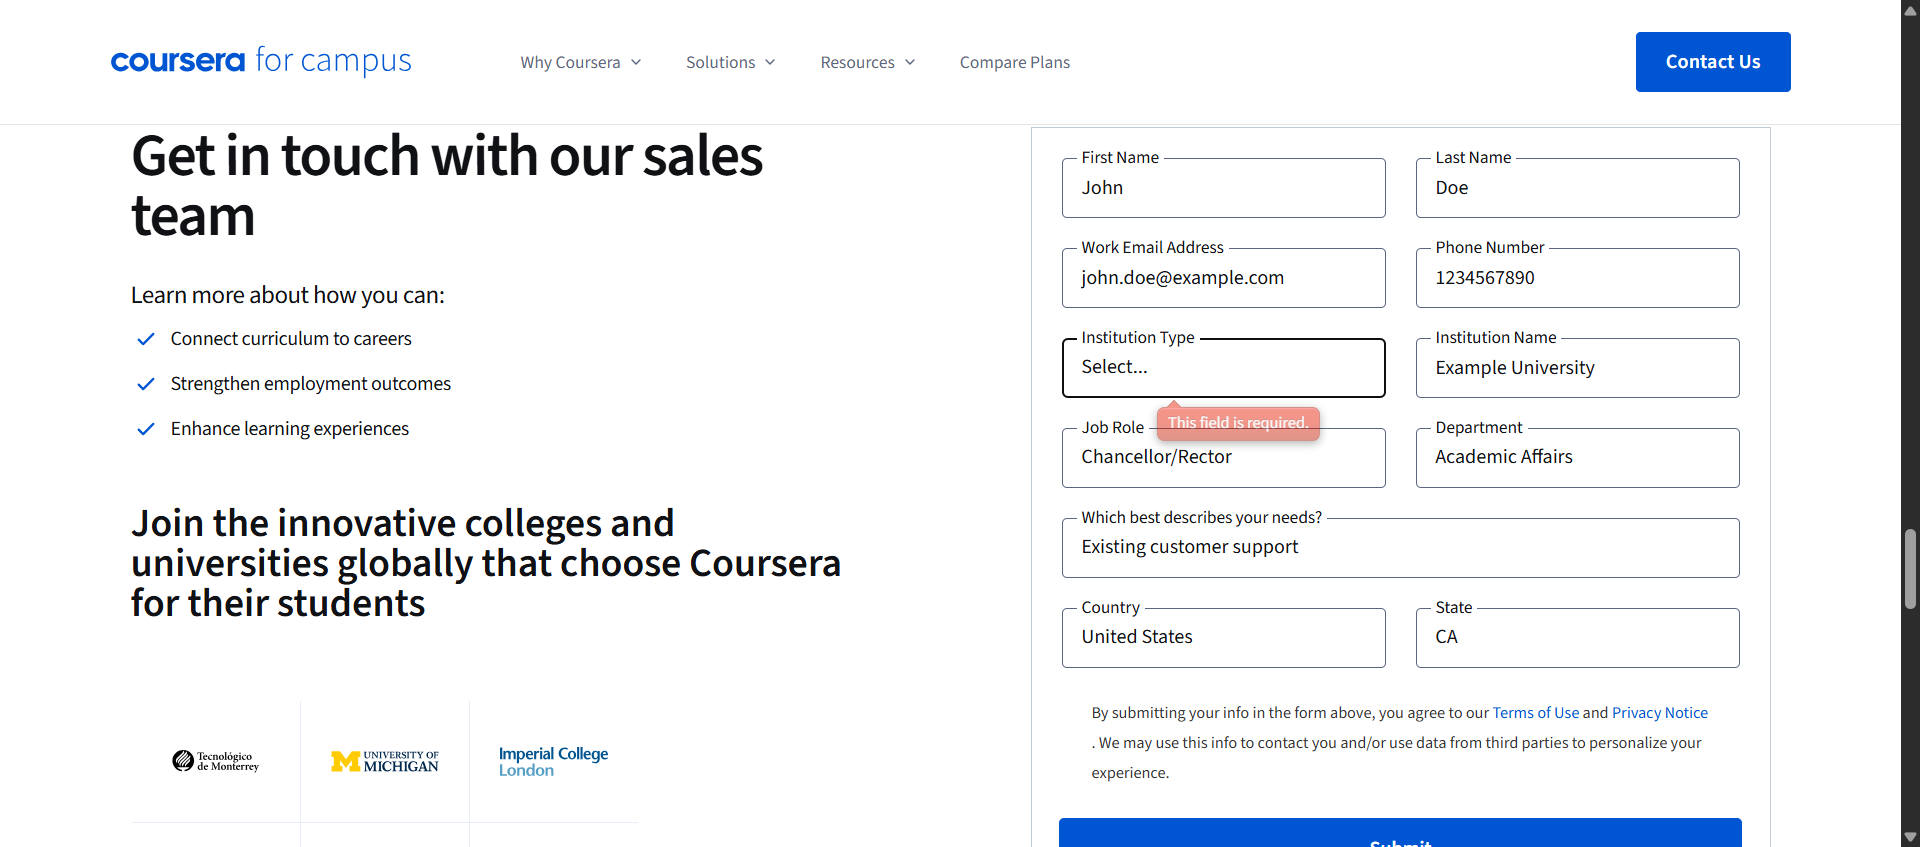 coursera for campus
Why Coursera
Solutions
Resources
Compare Plans
Contact Us
Get in touch with our sales
team
Learn more about how you can:
Connect curriculum to careers
Strengthen employment outcomes
Enhance learning experiences
Join the innovative colleges and
universities globally that choose Coursera
for their students
Tecnológico
de Monterrey
M UNIVERSITY OF
MICHIGAN
Imperial College
London
First Name
John
Last Name
Doe
Work Email Address
john.doe@example.com
Phone Number
1234567890
Institution Type
Select...
This field is required.
Institution Name
Example University
Job Role
Chancellor/Rector
Department
Academic Affairs
Which best describes your needs?
Existing customer support
Country
United States
State
CA
By submitting your info in the form above, you agree to our Terms of Use and Privacy Notice
. We may use this info to contact you and/or use data from third parties to personalize your
experience.
Submit